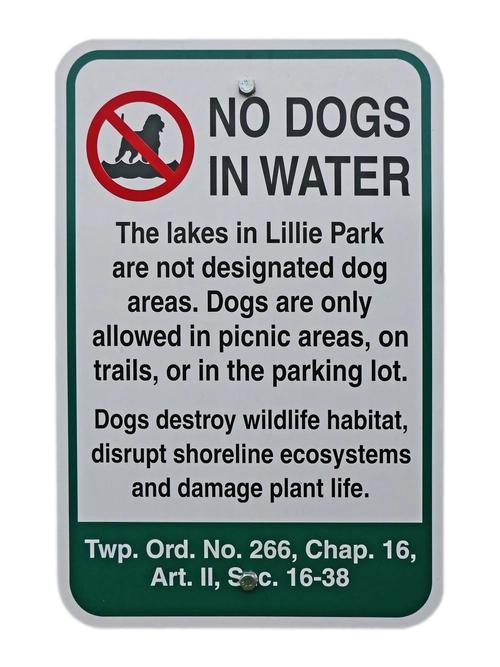 NO DOGS
IN WATER
The lakes in Lillie Park
are not designated dog
areas. Dogs are only
allowed in picnic areas, on
trails, or in the parking lot.
Dogs destroy wildlife habitat,
disrupt shoreline ecosystems
and damage plant life.
Twp. Ord. No. 266, Chap. 16,
Art. II, Sec. 16-38